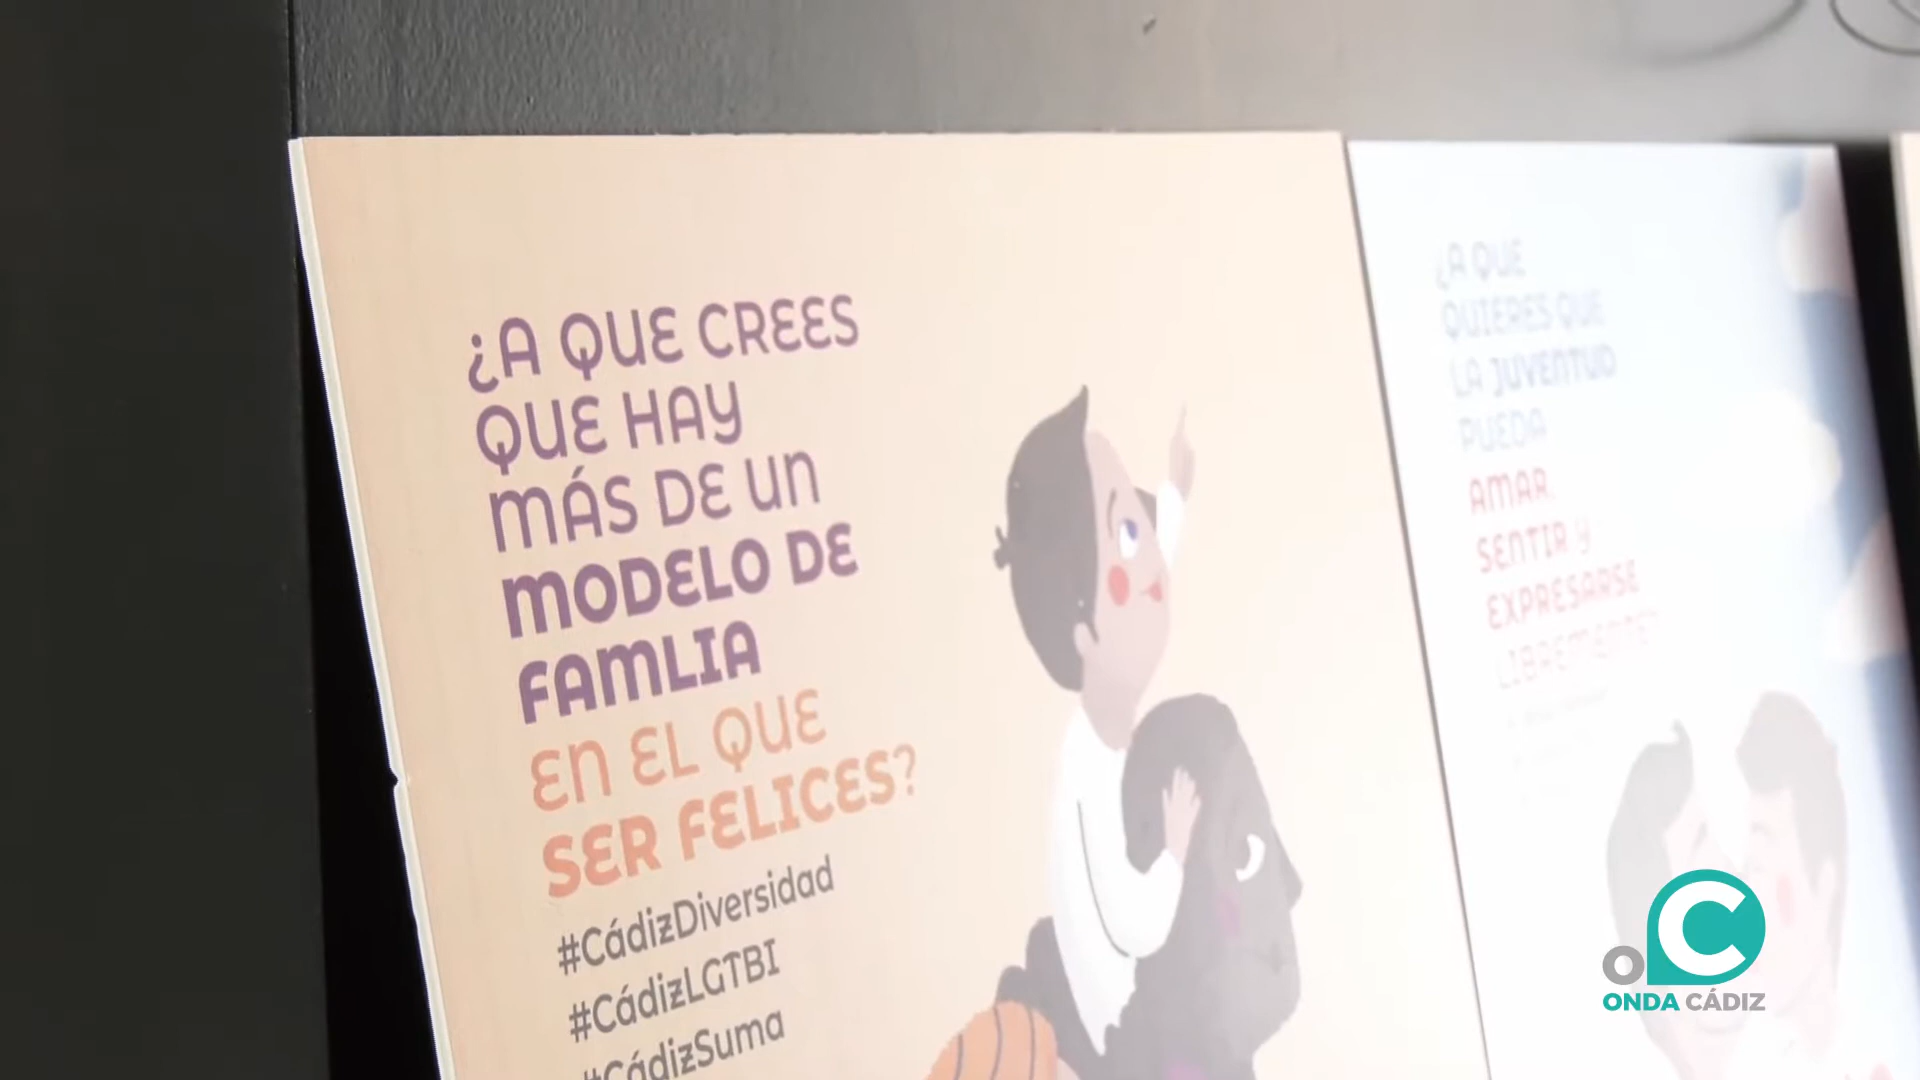 ¿A QUE CREES
QUE HAY
MÁS DE UN
MODELO DE
FAMLIA
EN EL QUE
SER FELICES?
#CádizDiversidad
#CádizLGTBI
#CádizSuma
¿A QUE
QUIERES QUE
LA JUVENTUD
PUEDA
AMAR,
SENTIR y
EXPRESARSE
LIBREMENTE?
ONDA CÁDIZ